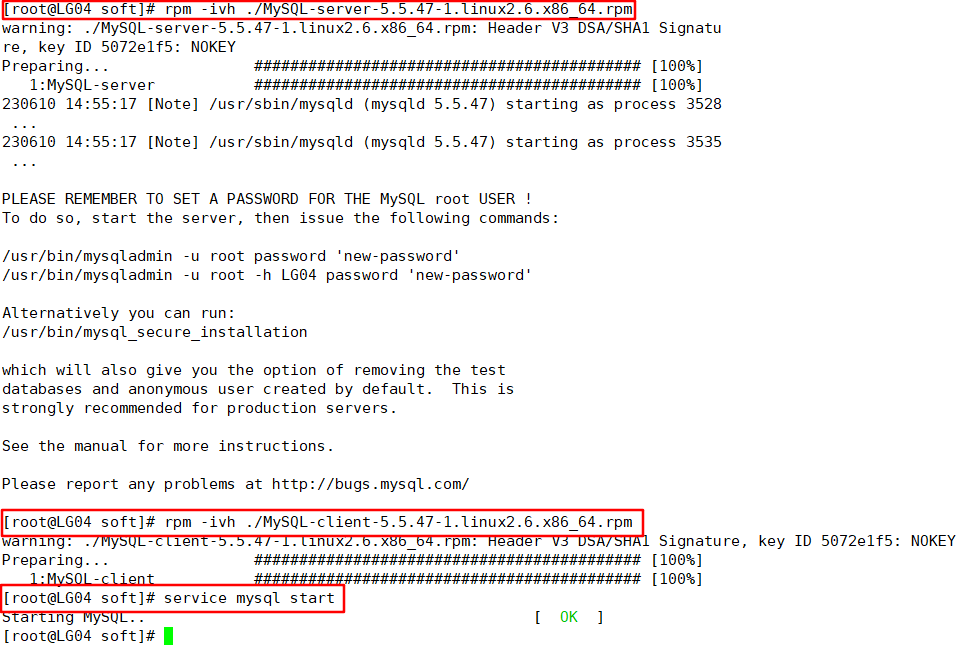 [root@LG04 soft]# rpm -ivh ./MySQL-server-5.5.47-1.linux2.6.x86_64.rpm
warning: ./MySQL-server-5.5.47-1.linux2.6.x86_64.rpm: Header V3 DSA/SHA1 Signatu
re, key ID 5072e1f5: NOKEY
Preparing...                ########################################### [100%]
   1:MySQL-server           ########################################### [100%]
230610 14:55:17 [Note] /usr/sbin/mysqld (mysqld 5.5.47) starting as process 3528
 ...
230610 14:55:17 [Note] /usr/sbin/mysqld (mysqld 5.5.47) starting as process 3535
 ...
PLEASE REMEMBER TO SET A PASSWORD FOR THE MySQL root USER !
To do so, start the server, then issue the following commands:
/usr/bin/mysqladmin -u root password 'new-password'
/usr/bin/mysqladmin -u root -h LG04 password 'new-password'
Alternatively you can run:
/usr/bin/mysql_secure_installation
which will also give you the option of removing the test
databases and anonymous user created by default.  This is
strongly recommended for production servers.
See the manual for more instructions.
Please report any problems at http://bugs.mysql.com/
[root@LG04 soft]# rpm -ivh ./MySQL-client-5.5.47-1.linux2.6.x86_64.rpm
warning: ./MySQL-client-5.5.47-1.linux2.6.x86_64.rpm: Header V3 DSA/SHA1 Signature, key ID 5072e1f5: NOKEY
Preparing...                ########################################### [100%]
   1:MySQL-client           ########################################### [100%]
[root@LG04 soft]# service mysql start
Starting MySQL..                                           [  OK  ]
[root@LG04 soft]#